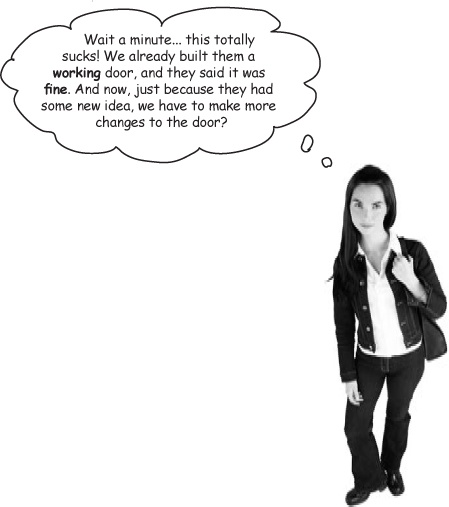 Wait a minute... this totally
sucks! We already built them a
working door, and they said it was
fine. And now, just because they had
some new idea, we have to make more
changes to the door?